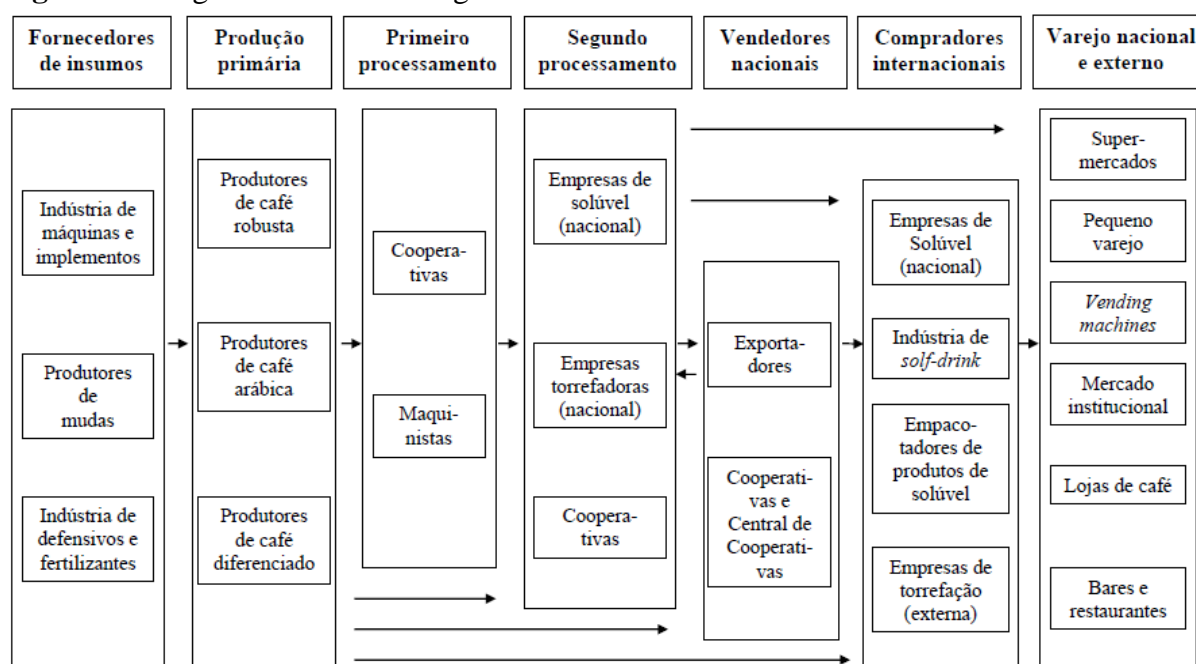 Fornecedores
de insumos
Produção
primária
Primeiro
processamento
Segundo
processamento
Vendedores
nacionais
Compradores
internacionais
Varejo nacional
e externo
Indústria de
máquinas e
implementos
Produtores
de
mudas
Indústria de
defensivos e
fertilizantes
Produtores
de café
robusta
Produtores
de café
arábica
Produtores
de café
diferenciado
Coopera-
tivas
Maqui-
nistas
Empresas de
solúvel
(nacional)
Empresas
torrefadoras
(nacional)
Coopera-
tivas
Exporta-
dores
Cooperati-
vas e
Central de
Cooperati-
vas
Empresas de
Solúvel
(nacional)
Indústria de
solf-drink
Empaco-
tadores de
produtos de
solúvel
Empresas de
torrefação
(externa)
Super-
mercados
Pequeno
varejo
Vending
machines
Mercado
institucional
Lojas de café
Bares e
restaurantes